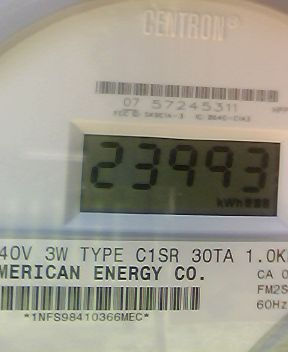 CENTRON®
07 57245311
23993
kWh
40V 3W TYPE C1SR 30TA 1.0K
MERICAN ENERGY CO.
CA 0
FM2S
60Hz
*1NFS98410366MEC*